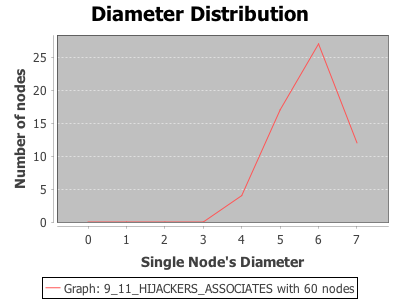 Diameter Distribution
Number of nodes
25
20
15
10
5
0
0 1 2 3 4 5 6 7
Single Node's Diameter
Graph: 9_11_HIJACKERS_ASSOCIATES with 60 nodes